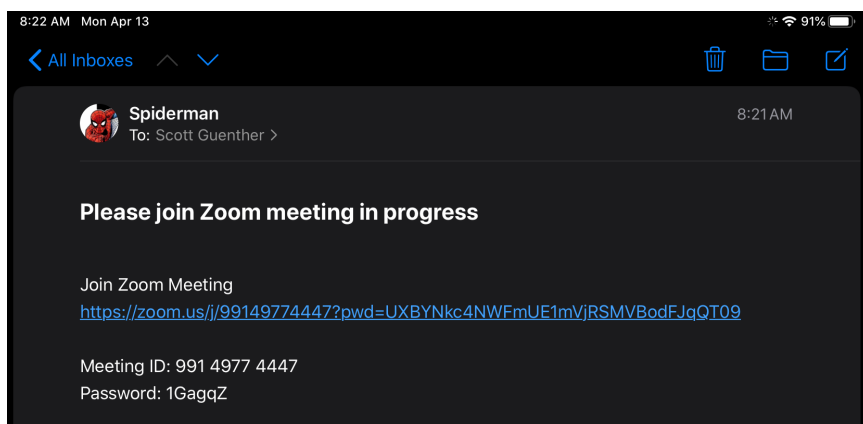 8:22 AM Mon Apr 13 91%
All Inboxes
Spiderman 8:21 AM
To: Scott Guenther >
Please join Zoom meeting in progress
Join Zoom Meeting
https://zoom.us/j/99149774447?pwd=UXBYNkc4NWFmUE1mVjRSMVBodFJqQT09
Meeting ID: 991 4977 4447
Password: 1GagqZ